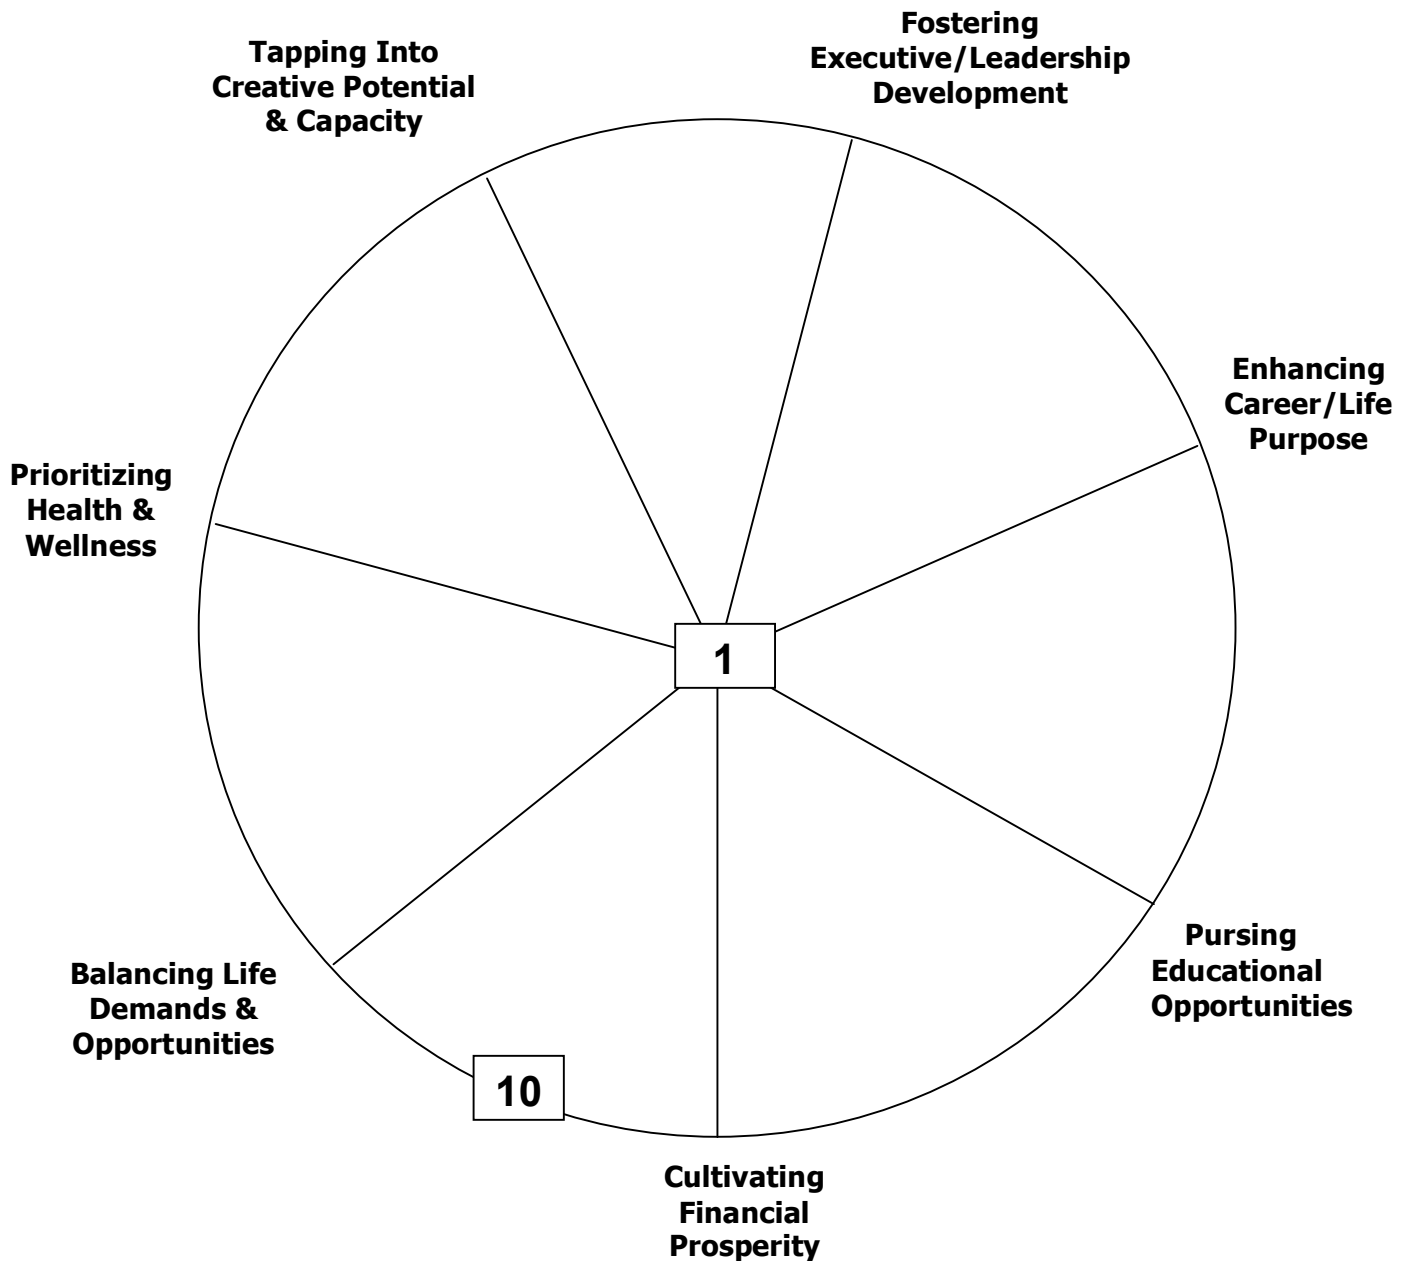 Tapping Into
Creative Potential
& Capacity
Fostering
Executive/Leadership
Development
Enhancing
Career/Life
Purpose
Prioritizing
Health &
Wellness
1
Pursing
Educational
Opportunities
Balancing Life
Demands &
Opportunities
10
Cultivating
Financial
Prosperity